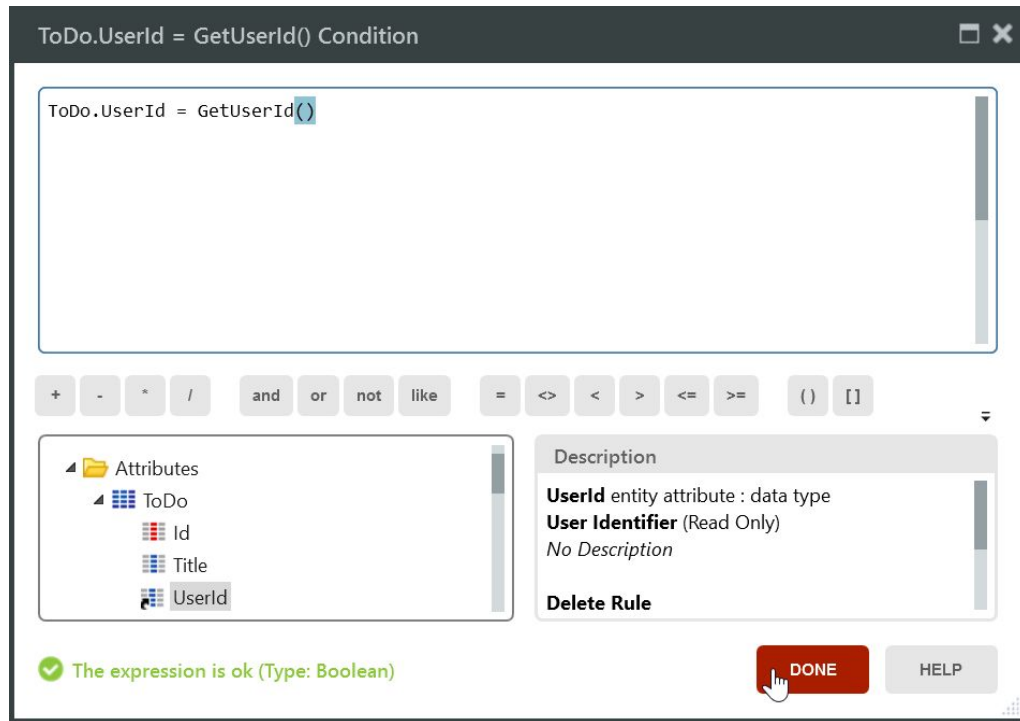 ToDo.UserId = GetUserId() Condition
ToDo.UserId = GetUserId()
+ - * / and or not like = <> < > <= >= () []
Attributes
ToDo
Id
Title
UserId
Description
UserId entity attribute : data type
User Identifier (Read Only)
No Description
Delete Rule
The expression is ok (Type: Boolean)
DONE
HELP